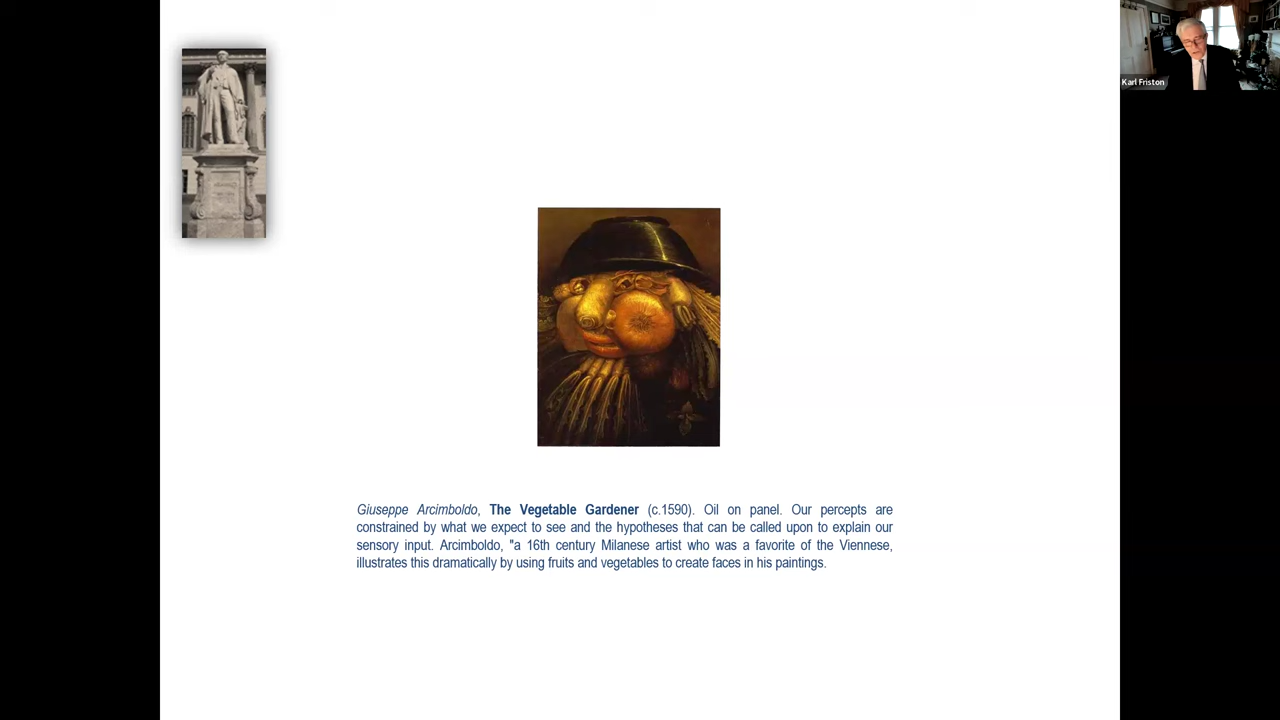 Karl Friston
Giuseppe Arcimboldo, The Vegetable Gardener (c.1590). Oil on panel. Our percepts are
constrained by what we expect to see and the hypotheses that can be called upon to explain our
sensory input. Arcimboldo, "a 16th century Milanese artist who was a favorite of the Viennese,
illustrates this dramatically by using fruits and vegetables to create faces in his paintings.